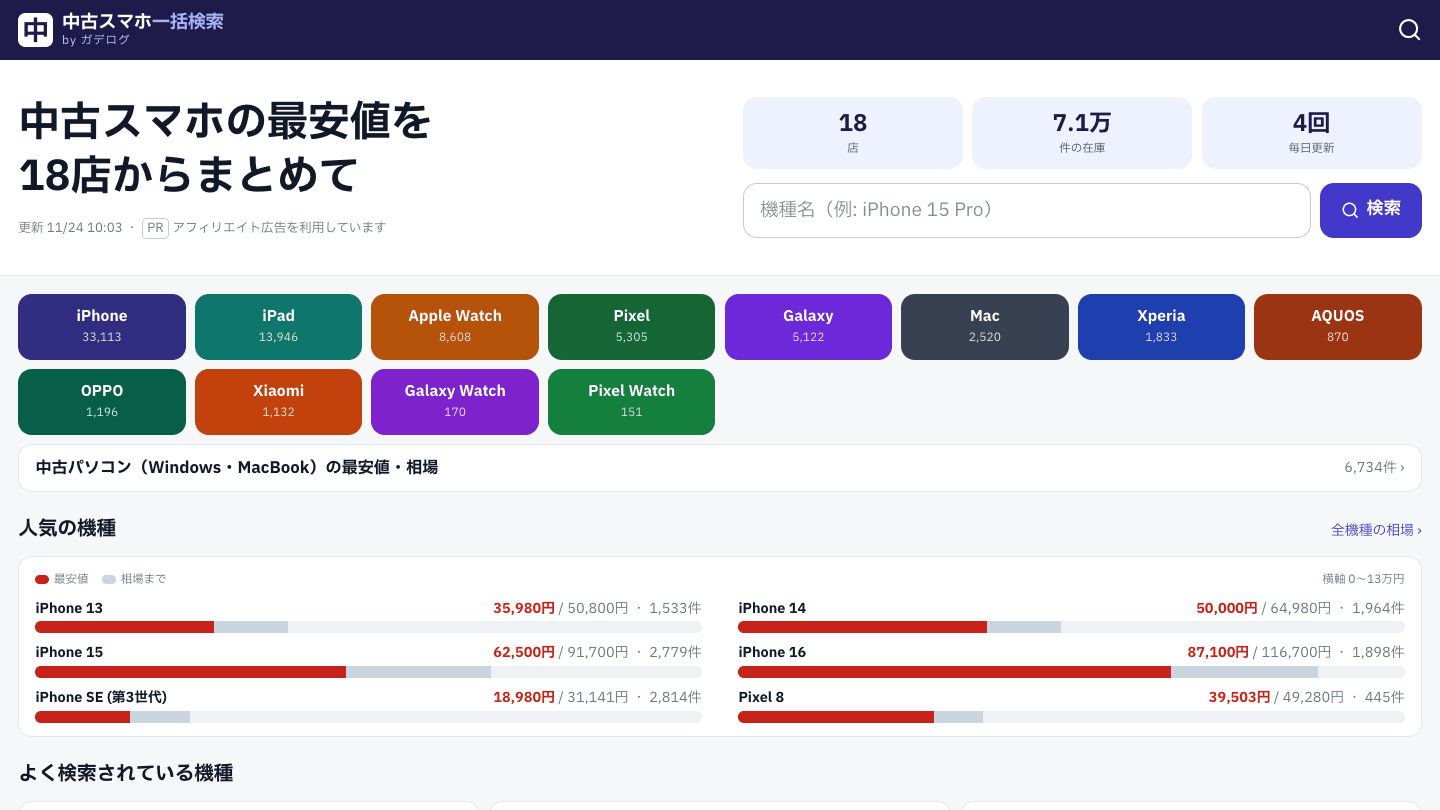 中
中古スマホ一括検索
by ガデログ
中古スマホの最安値を
18店からまとめて
更新 11/24 10:03 · PR アフィリエイト広告を利用しています
18
店
7.1万
件の在庫
4回
毎日更新
機種名（例: iPhone 15 Pro）
検索
iPhone
33,113
iPad
13,946
Apple Watch
8,608
Pixel
5,305
Galaxy
5,122
Mac
2,520
Xperia
1,833
AQUOS
870
OPPO
1,196
Xiaomi
1,132
Galaxy Watch
170
Pixel Watch
151
中古パソコン（Windows・MacBook）の最安値・相場
6,734件 ›
人気の機種
全機種の相場 ›
最安値 相場まで
横軸 0〜13万円
iPhone 13 35,980円 / 50,800円 · 1,533件
iPhone 14 50,000円 / 64,980円 · 1,964件
iPhone 15 62,500円 / 91,700円 · 2,779件
iPhone 16 87,100円 / 116,700円 · 1,898件
iPhone SE (第3世代) 18,980円 / 31,141円 · 2,814件
Pixel 8 39,503円 / 49,280円 · 445件
よく検索されている機種